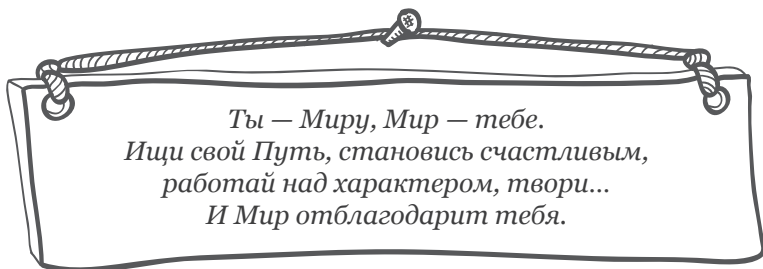 Ты — Миру, Мир — тебе.
Ищи свой Путь, становись счастливым,
работай над характером, твори...
И Мир отблагодарит тебя.